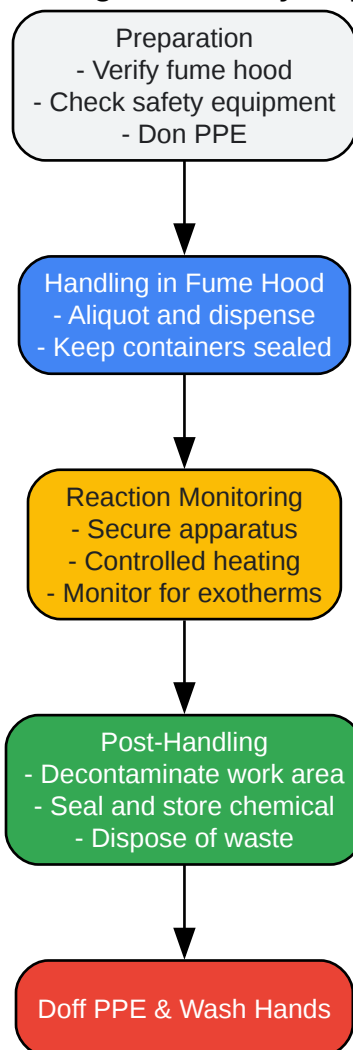 Preparation
- Verify fume hood
- Check safety equipment
- Don PPE
Handling in Fume Hood
- Aliquot and dispense
- Keep containers sealed
Reaction Monitoring
- Secure apparatus
- Controlled heating
- Monitor for exotherms
Post-Handling
- Decontaminate work area
- Seal and store chemical
- Dispose of waste
Doff PPE & Wash Hands